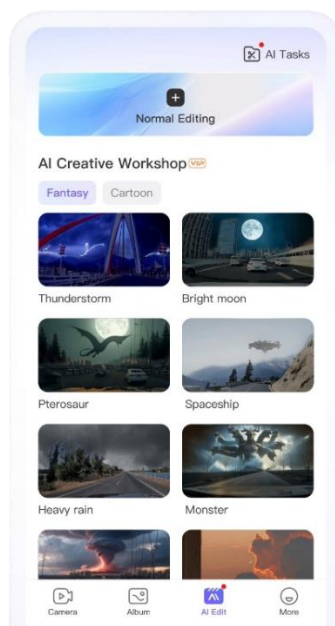 AI Tasks
Normal Editing
AI Creative Workshop VIP
Fantasy Cartoon
Thunderstorm Bright moon
Pterosaur Spaceship
Heavy rain Monster
Camera Album AI Edit More